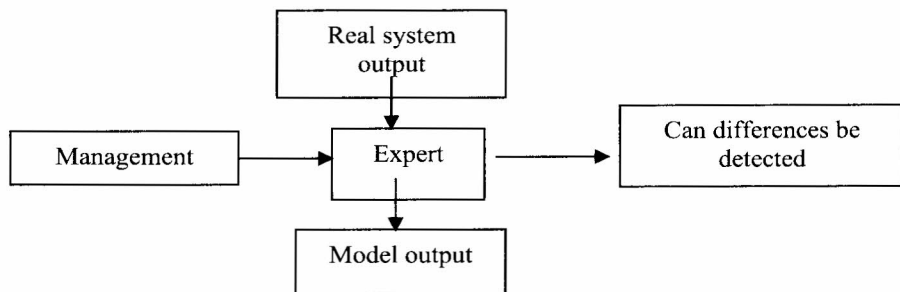 Real system
output
Management
Expert
Can differences be
detected
Model output